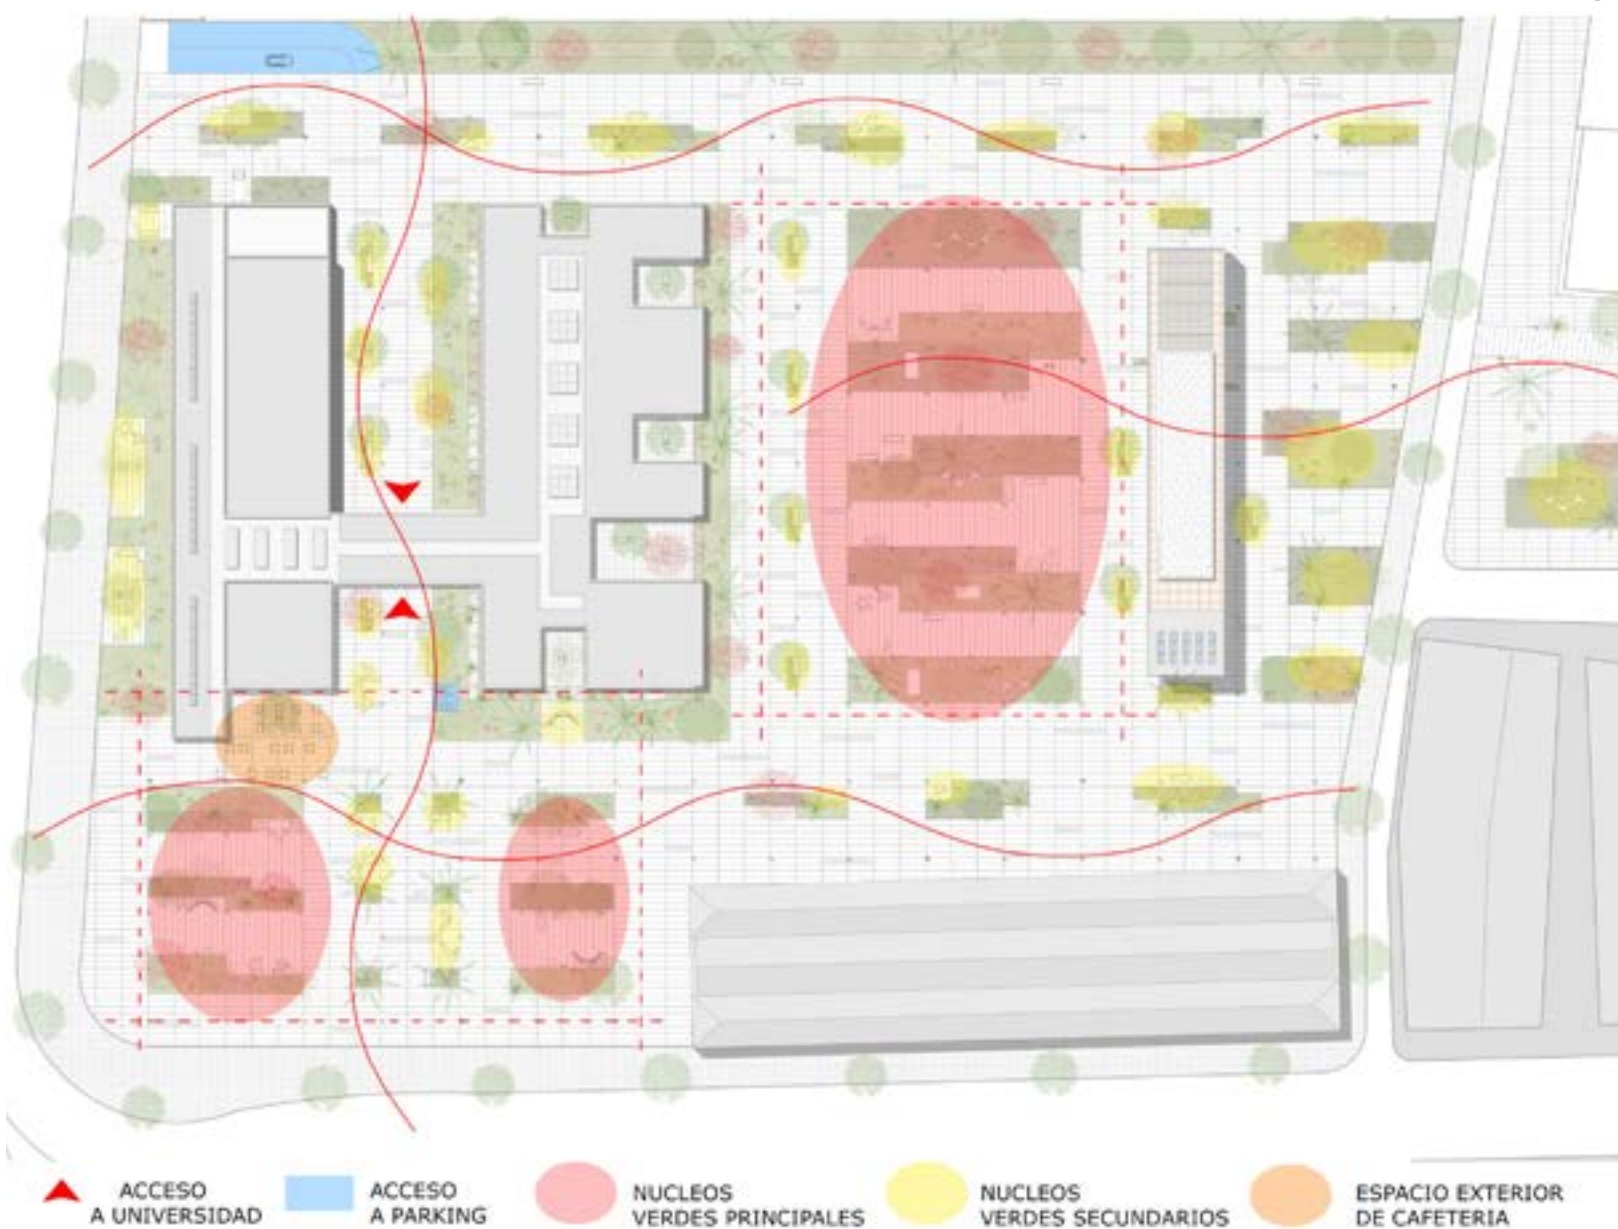 ACCESO
A UNIVERSIDAD
ACCESO
A PARKING
NUCLEOS
VERDES PRINCIPALES
NUCLEOS
VERDES SECUNDARIOS
ESPACIO EXTERIOR
DE CAFETERIA